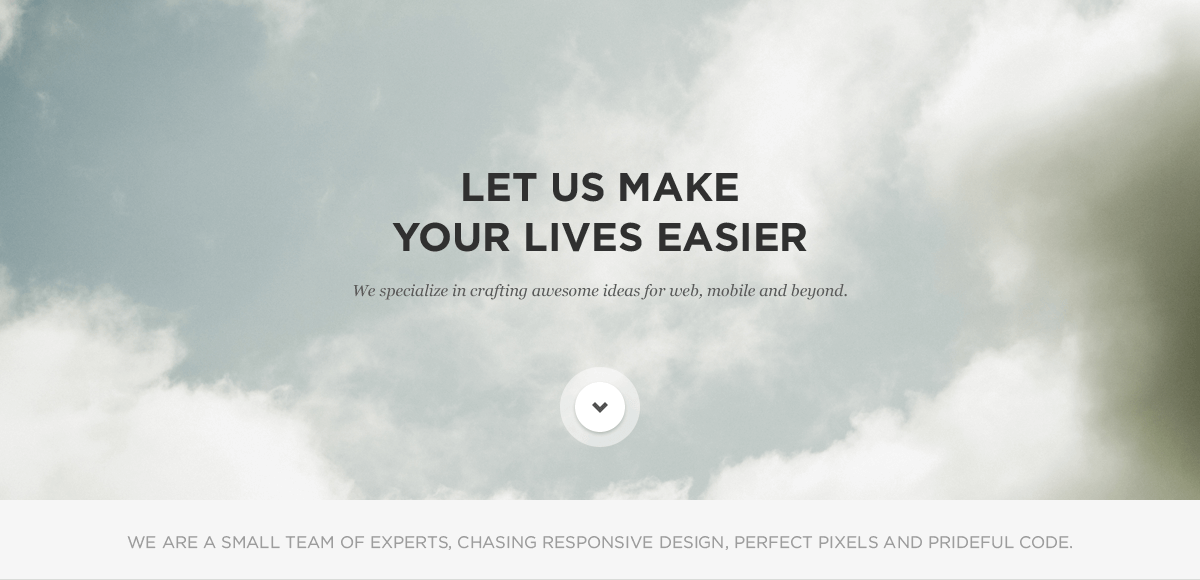 LET US MAKE
YOUR LIVES EASIER
We specialize in crafting awesome ideas for web, mobile and beyond.
WE ARE A SMALL TEAM OF EXPERTS, CHASING RESPONSIVE DESIGN, PERFECT PIXELS AND PRIDEFUL CODE.